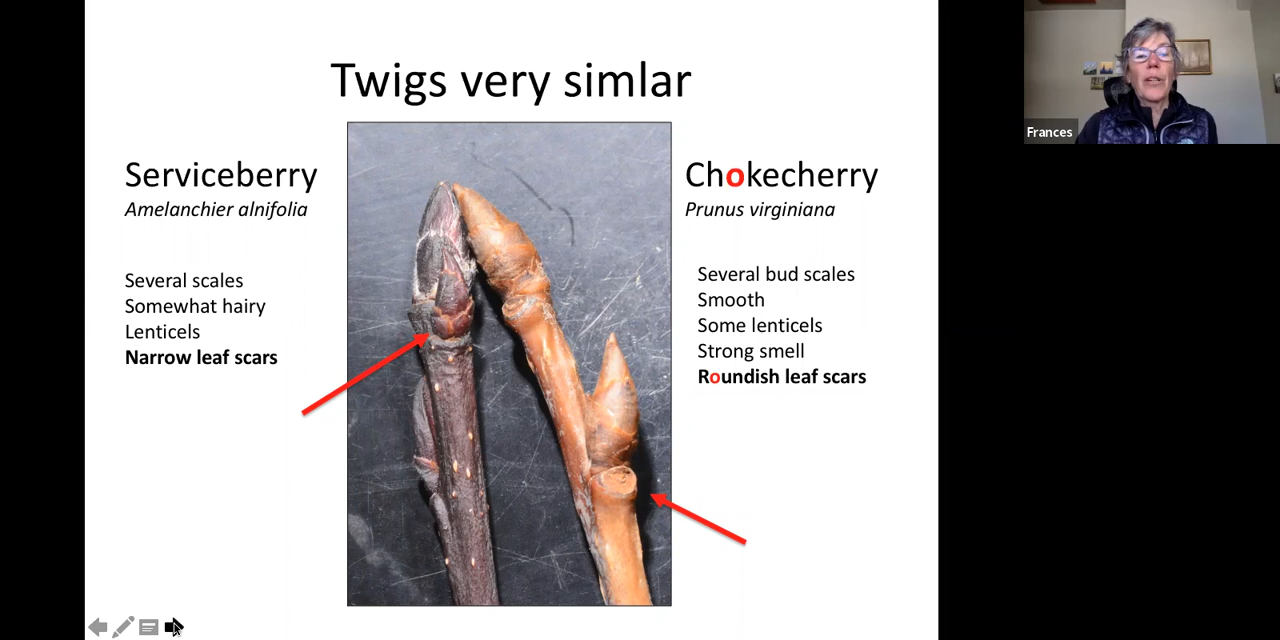 Twigs very simlar
Serviceberry
Amelanchier alnifolia
Several scales
Somewhat hairy
Lenticels
Narrow leaf scars
Chokecherry
Prunus virginiana
Several bud scales
Smooth
Some lenticels
Strong smell
Roundish leaf scars
Frances